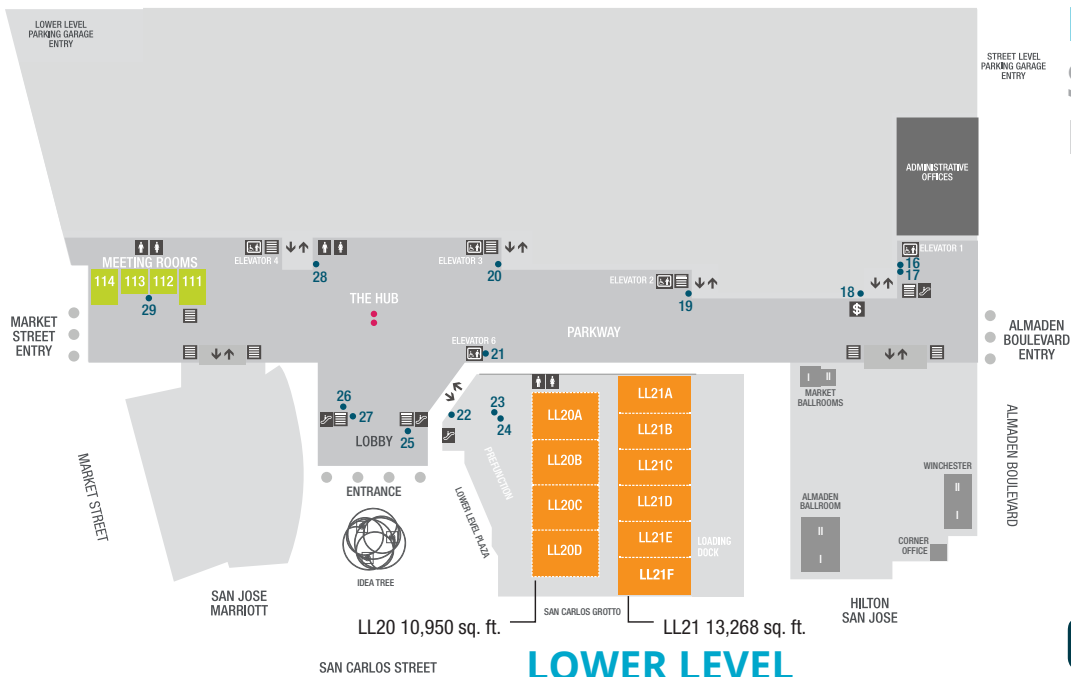 LOWER LEVEL
PARKING GARAGE
ENTRY
STREET LEVEL
PARKING GARAGE
ENTRY
ADMINISTRATIVE
OFFICES
ELEVATOR 4
ELEVATOR 3
ELEVATOR 1
MEETING ROOMS
114
113
112
111
28
20
16
17
ELEVATOR 2
18
19
$
29
THE HUB
MARKET
STREET
ENTRY
PARKWAY
ALMADEN
BOULEVARD
ENTRY
ELEVATOR 6
21
I
II
MARKET
BALLROOMS
26
27
25
LOBBY
22
23
24
PREFUNCTION
LL20A
LL20B
LL20C
LL20D
LL21A
LL21B
LL21C
LL21D
LL21E
LL21F
LOADING
DOCK
ENTRANCE
IDEA TREE
LOWER LEVEL PLAZA
MARKET STREET
ALMADEN BOULEVARD
WINCHESTER
II
I
ALMADEN
BALLROOM
II
I
CORNER
OFFICE
SAN JOSE
MARRIOTT
SAN CARLOS GROTTO
HILTON
SAN JOSE
LL20 10,950 sq. ft.
LL21 13,268 sq. ft.
SAN CARLOS STREET
LOWER LEVEL